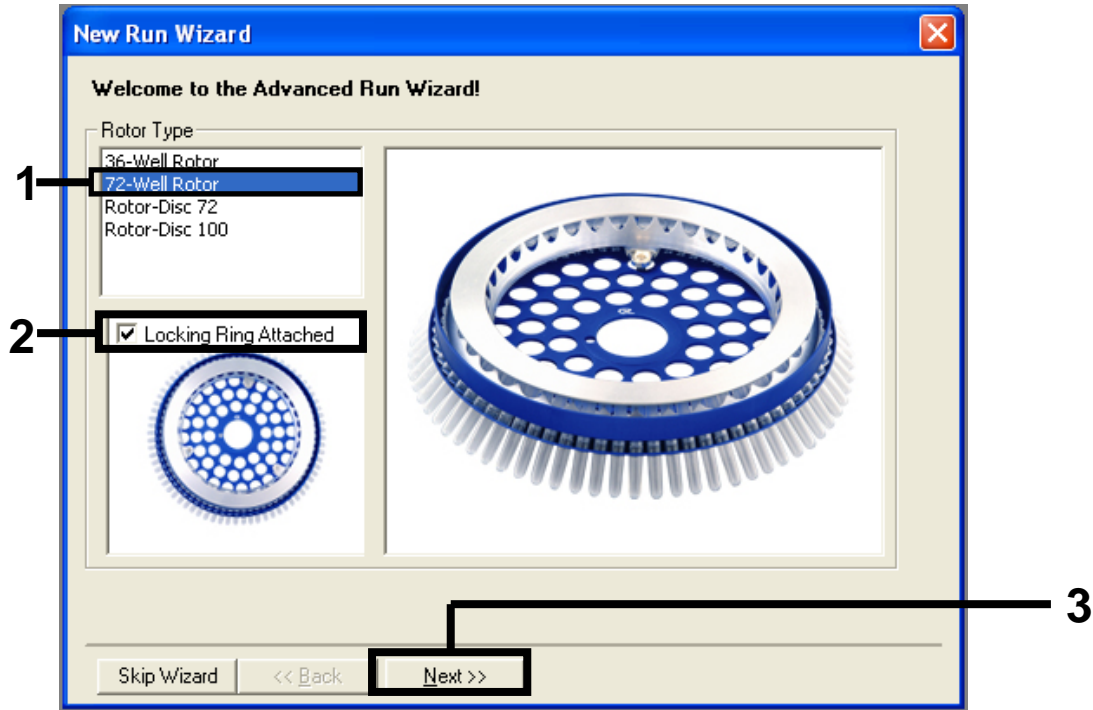 New Run Wizard
Welcome to the Advanced Run Wizard!
Rotor Type
36-Well Rotor
1
72-Well Rotor
Rotor-Disc 72
Rotor-Disc 100
2
Locking Ring Attached
3
Skip Wizard
<< Back
Next >>